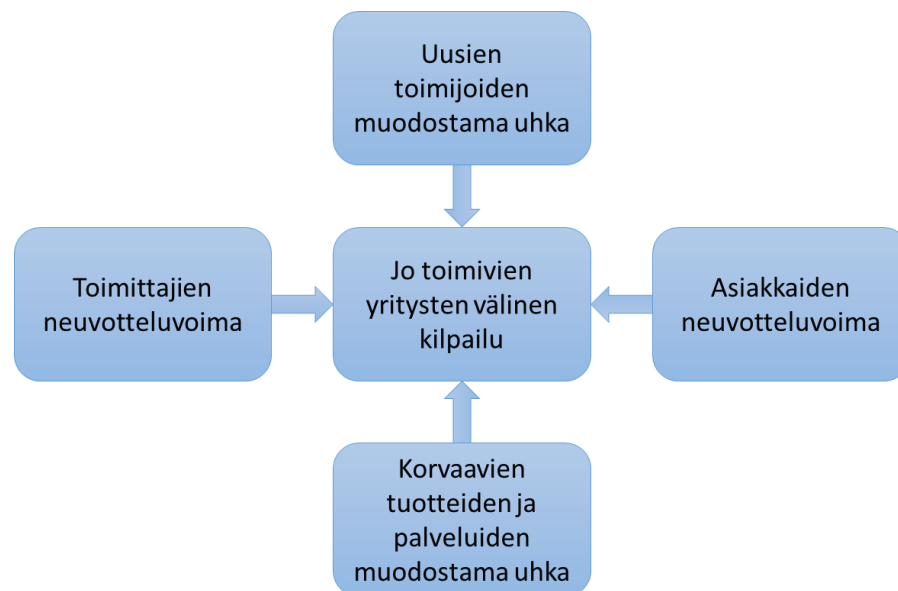 Uusien
toimijoiden
muodostama uhka
Toimittajien
neuvotteluvoima
Jo toimivien
yritysten välinen
kilpailu
Asiakkaiden
neuvotteluvoima
Korvaavien
tuotteiden ja
palveluiden
muodostama uhka